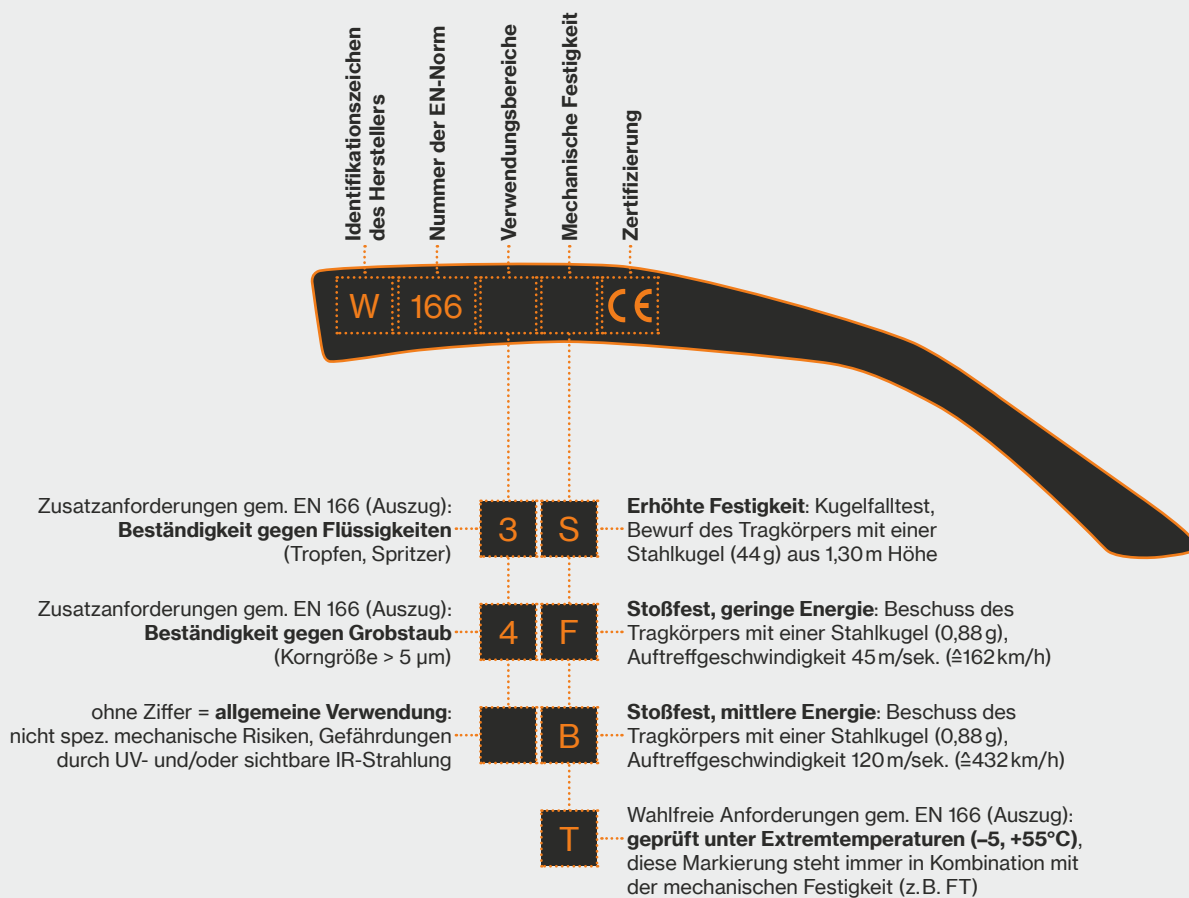 Identifikationszeichen
des Herstellers
Nummer der EN-Norm
Verwendungsbereiche
Mechanische Festigkeit
Zertifizierung
W 166 CE
Zusatzanforderungen gem. EN 166 (Auszug):
Beständigkeit gegen Flüssigkeiten
(Tropfen, Spritzer)
3 S
Erhöhte Festigkeit: Kugelfalltest,
Bewurf des Tragkörpers mit einer
Stahlkugel (44 g) aus 1,30 m Höhe
Zusatzanforderungen gem. EN 166 (Auszug):
Beständigkeit gegen Grobstaub
(Korngröße > 5 µm)
4 F
Stoßfest, geringe Energie: Beschuss des
Tragkörpers mit einer Stahlkugel (0,88 g),
Auftreffgeschwindigkeit 45 m/sek. (≙162 km/h)
ohne Ziffer = allgemeine Verwendung:
nicht spez. mechanische Risiken, Gefährdungen
durch UV- und/oder sichtbare IR-Strahlung
B
Stoßfest, mittlere Energie: Beschuss des
Tragkörpers mit einer Stahlkugel (0,88 g),
Auftreffgeschwindigkeit 120 m/sek. (≙432 km/h)
T
Wahlfreie Anforderungen gem. EN 166 (Auszug):
geprüft unter Extremtemperaturen (–5, +55°C),
diese Markierung steht immer in Kombination mit
der mechanischen Festigkeit (z. B. FT)